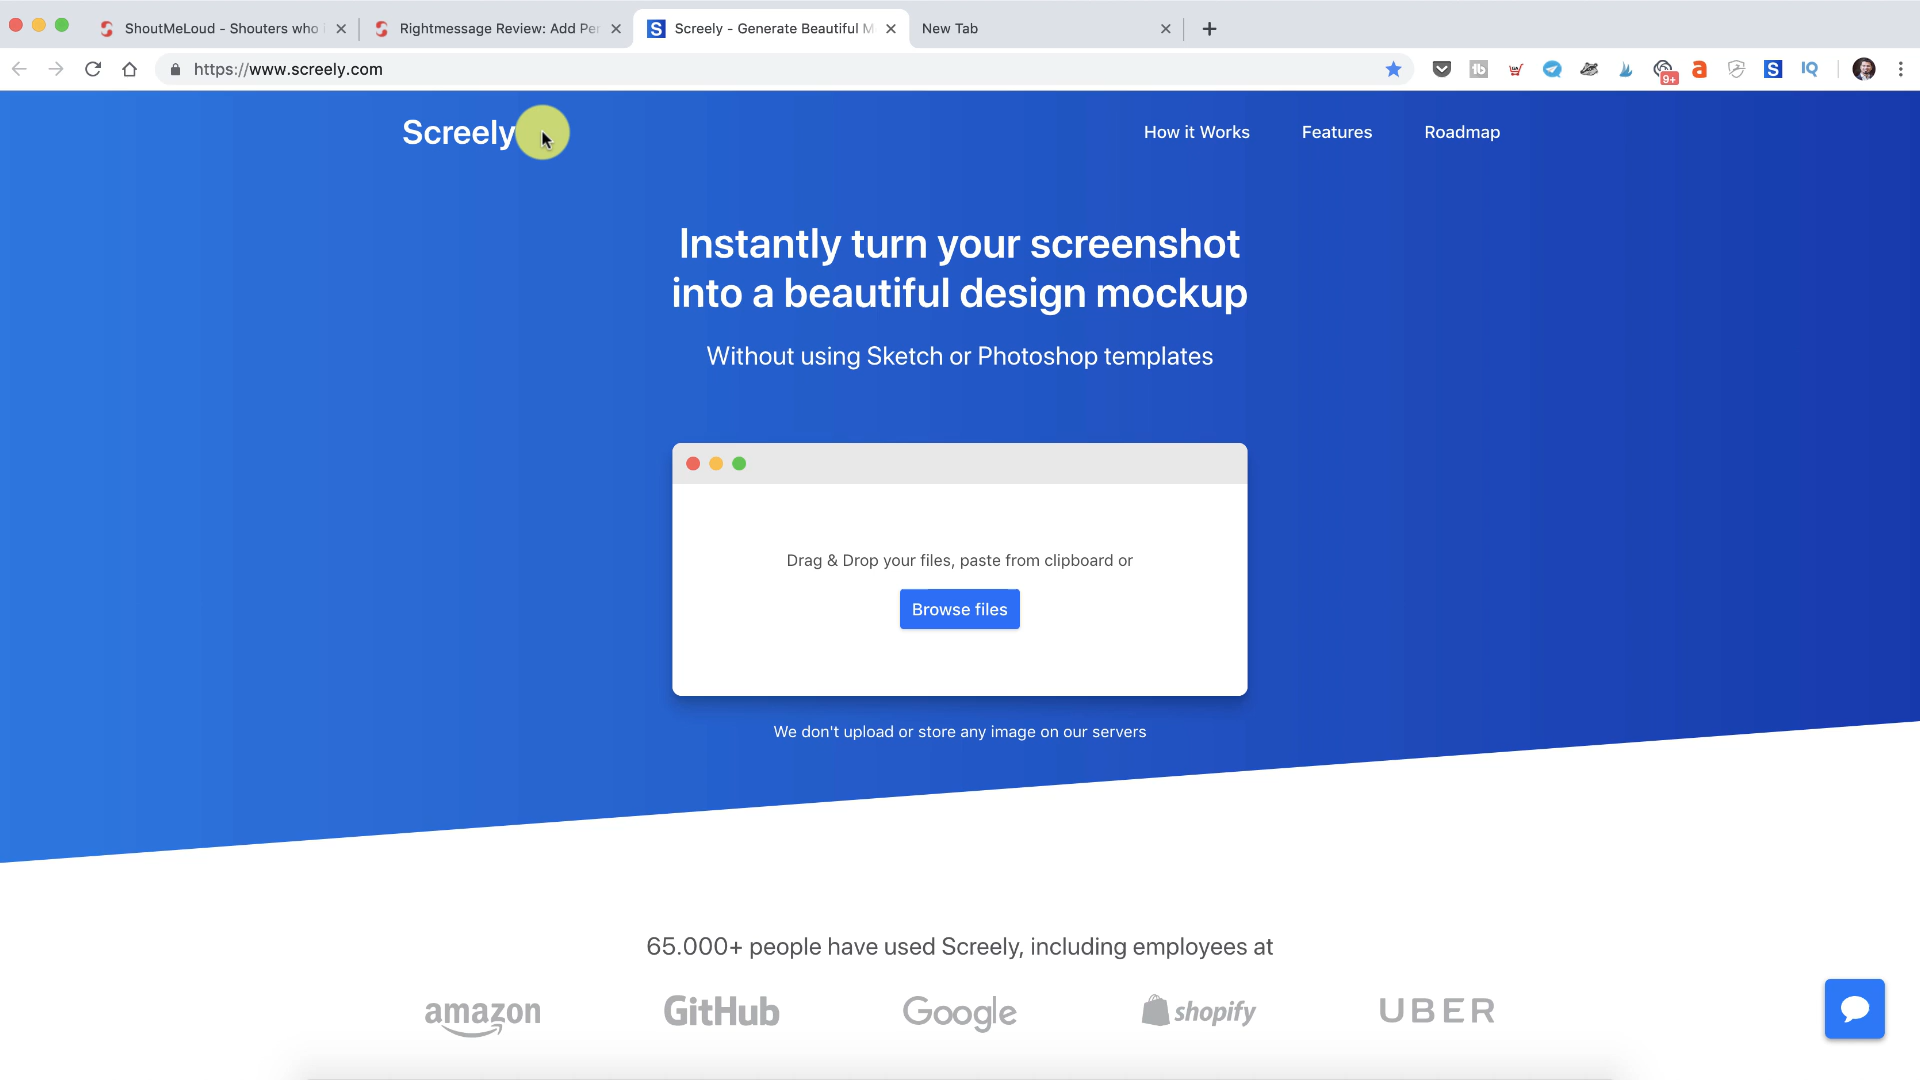 ShoutMeLoud - Shouters who
Rightmessage Review: Add Per
Screely - Generate Beautiful M
New Tab
https://www.screely.com
9+
Screely
How it Works
Features
Roadmap
Instantly turn your screenshot
into a beautiful design mockup
Without using Sketch or Photoshop templates
Drag & Drop your files, paste from clipboard or
Browse files
We don't upload or store any image on our servers
65.000+ people have used Screely, including employees at
amazon
GitHub
Google
shopify
UBER